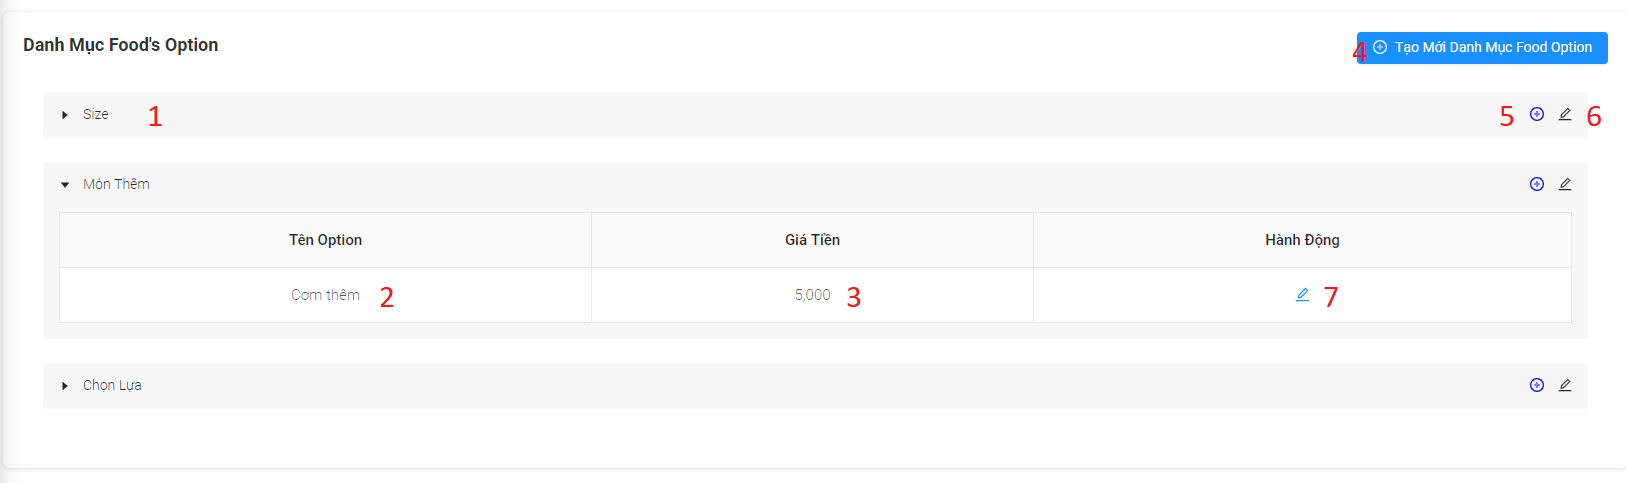 Danh Mục Food's Option
4 Tạo Mới Danh Mục Food Option
Size 1 5 6
Món Thêm
Tên Option Giá Tiền Hành Động
Cơm thêm 2 5,000 3 7
Chọn Lựa